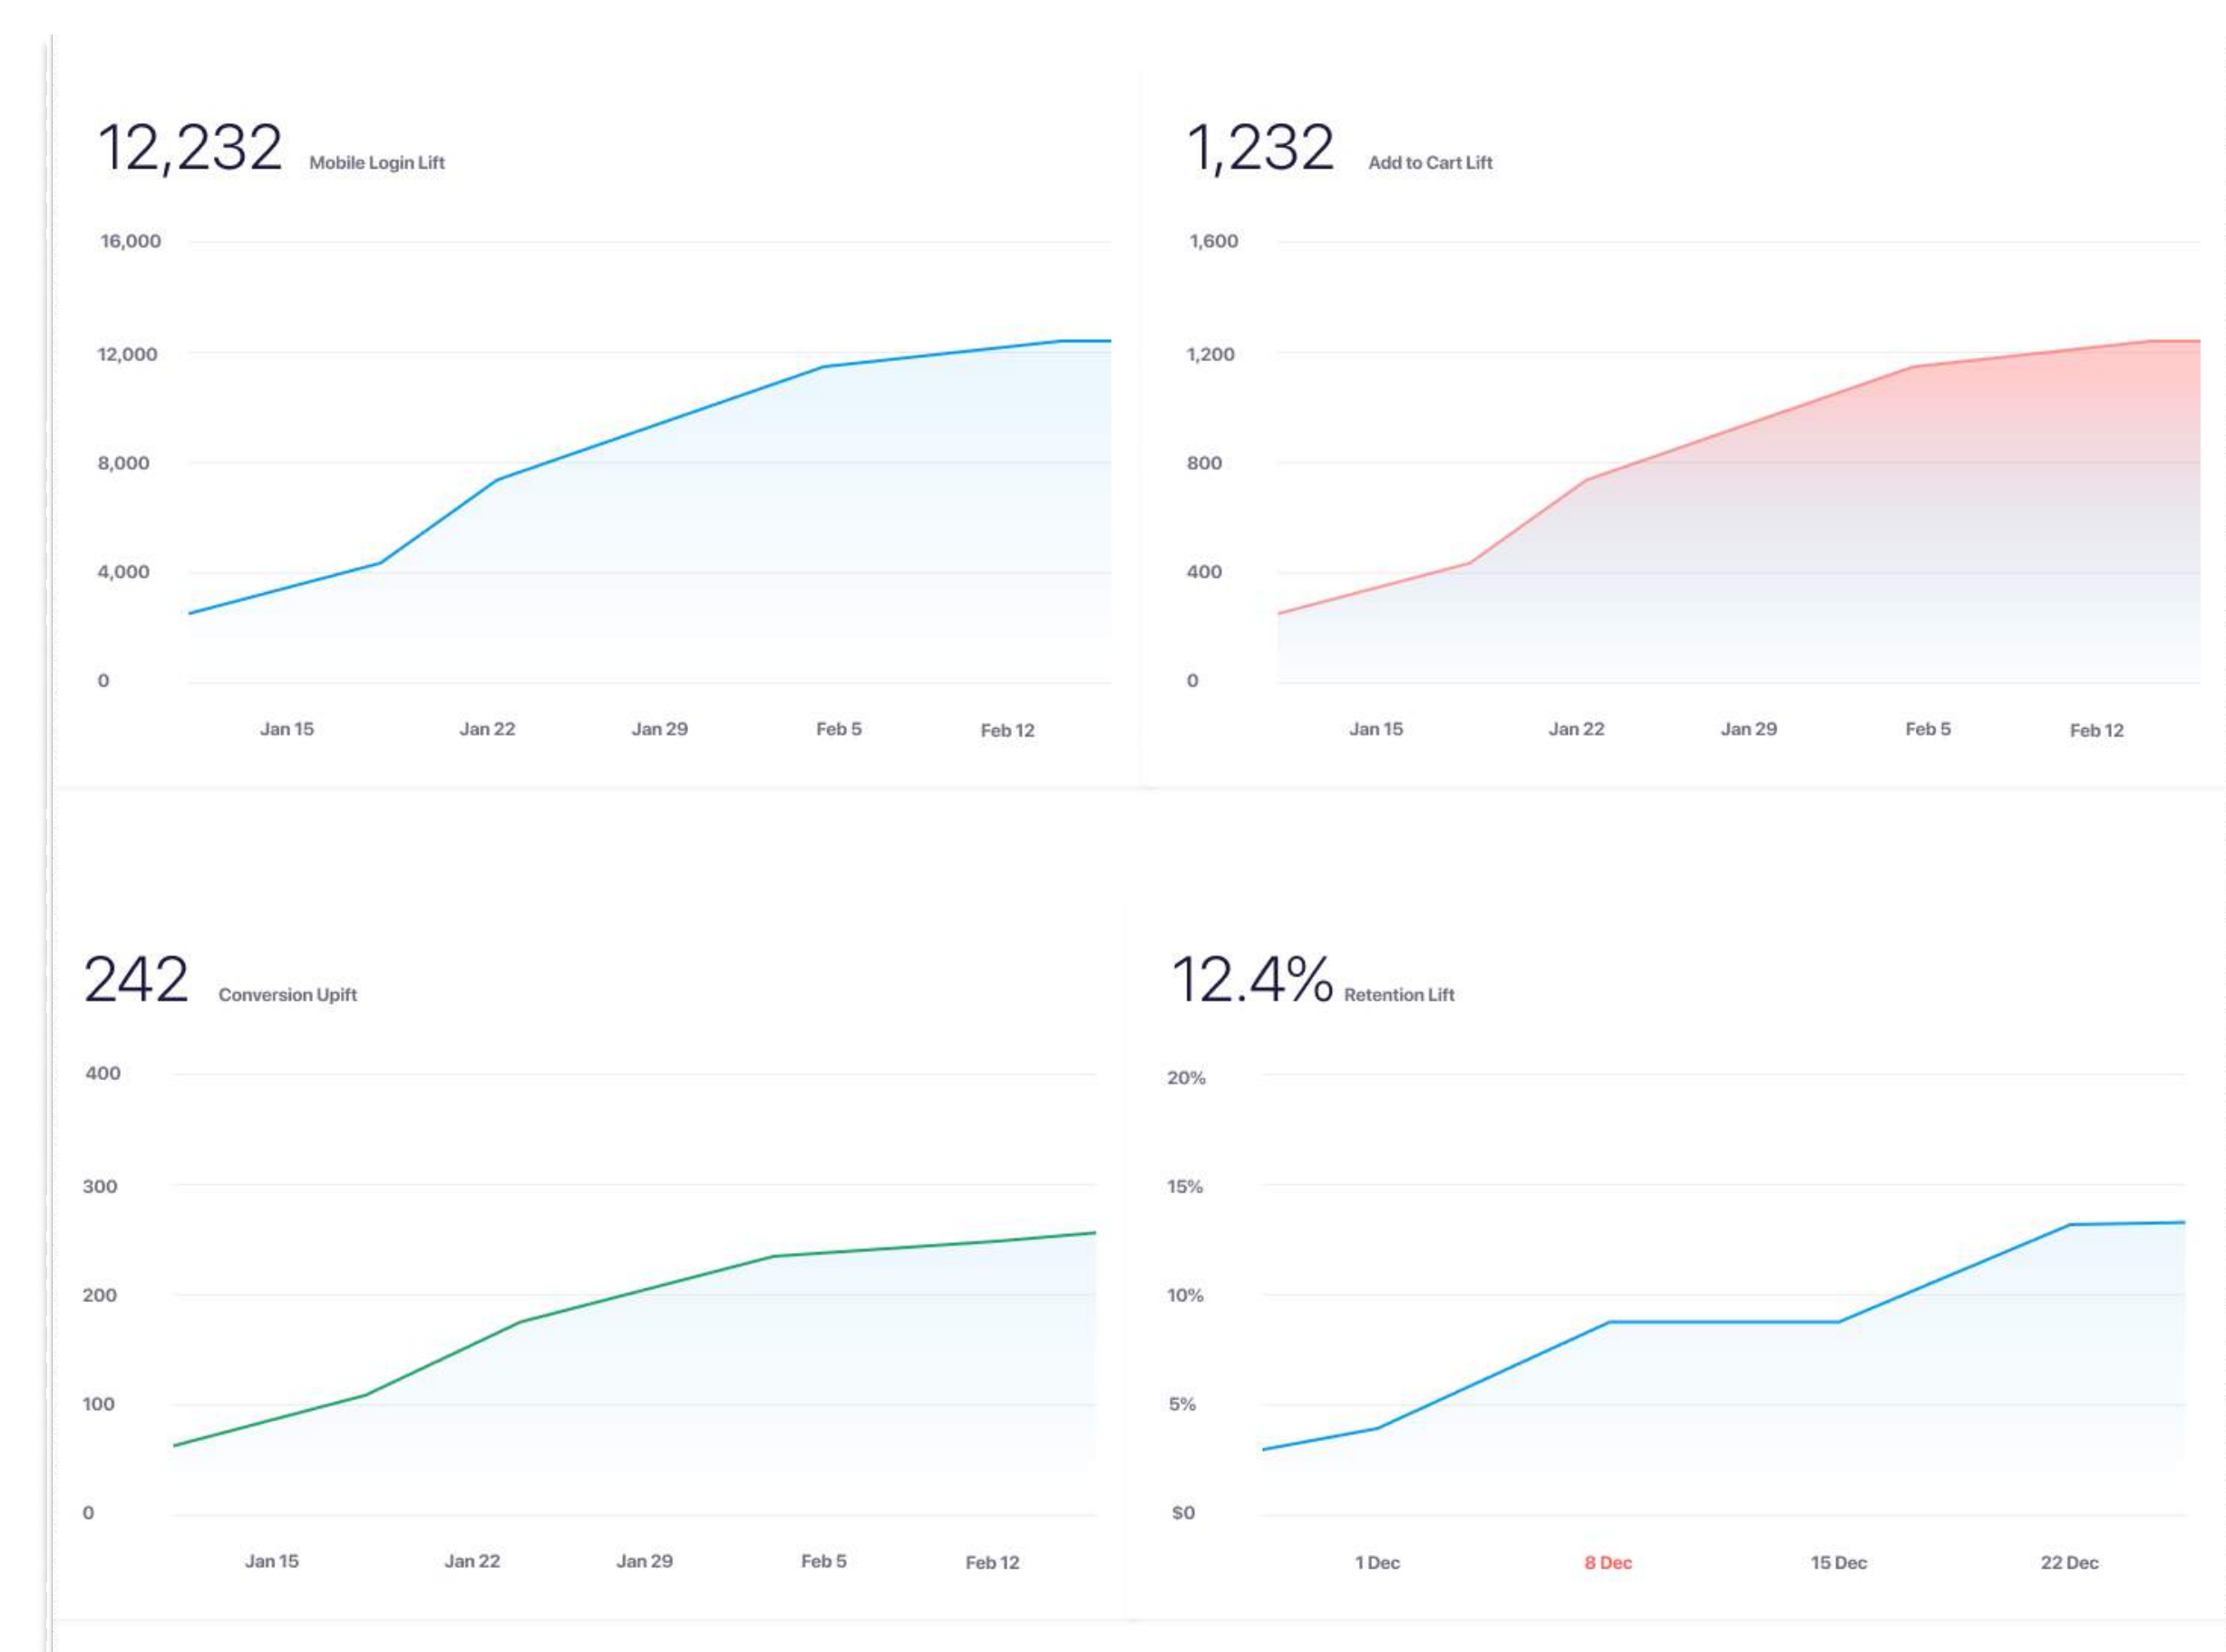 12,232 Mobile Login Lift
16,000
12,000
8,000
4,000
0
Jan 15 Jan 22 Jan 29 Feb 5 Feb 12
1,232 Add to Cart Lift
1,600
1,200
800
400
0
Jan 15 Jan 22 Jan 29 Feb 5 Feb 12
242 Conversion Upift
400
300
200
100
0
Jan 15 Jan 22 Jan 29 Feb 5 Feb 12
12.4% Retention Lift
20%
15%
10%
5%
$0
1 Dec 8 Dec 15 Dec 22 Dec